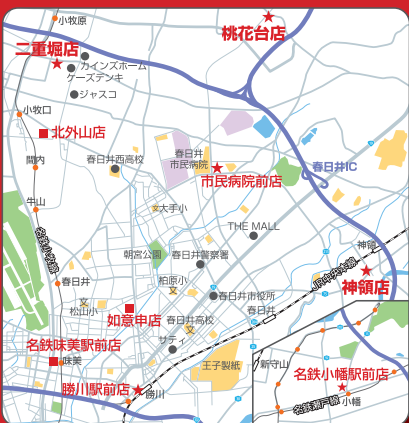 小牧原
桃花台店
二重堀店
カインズホーム
ケーズデンキ
ジャスコ
小牧口
北外山店
間内
春日井西高校
春日井
市民病院
市民病院前店
春日井IC
牛山
文大手小
THE MALL
名鉄小牧線
朝宮公園
春日井警察署
神領
JR中央本線
春日井
柏原小
文
神領店
文
松山小
春日井市役所
如意申店
春日井高校
文
春日井
サティ
名鉄味美駅前店
味美
王子製紙
新守山
名鉄小幡駅前店
勝川駅前店
勝川
名鉄瀬戸線
小幡